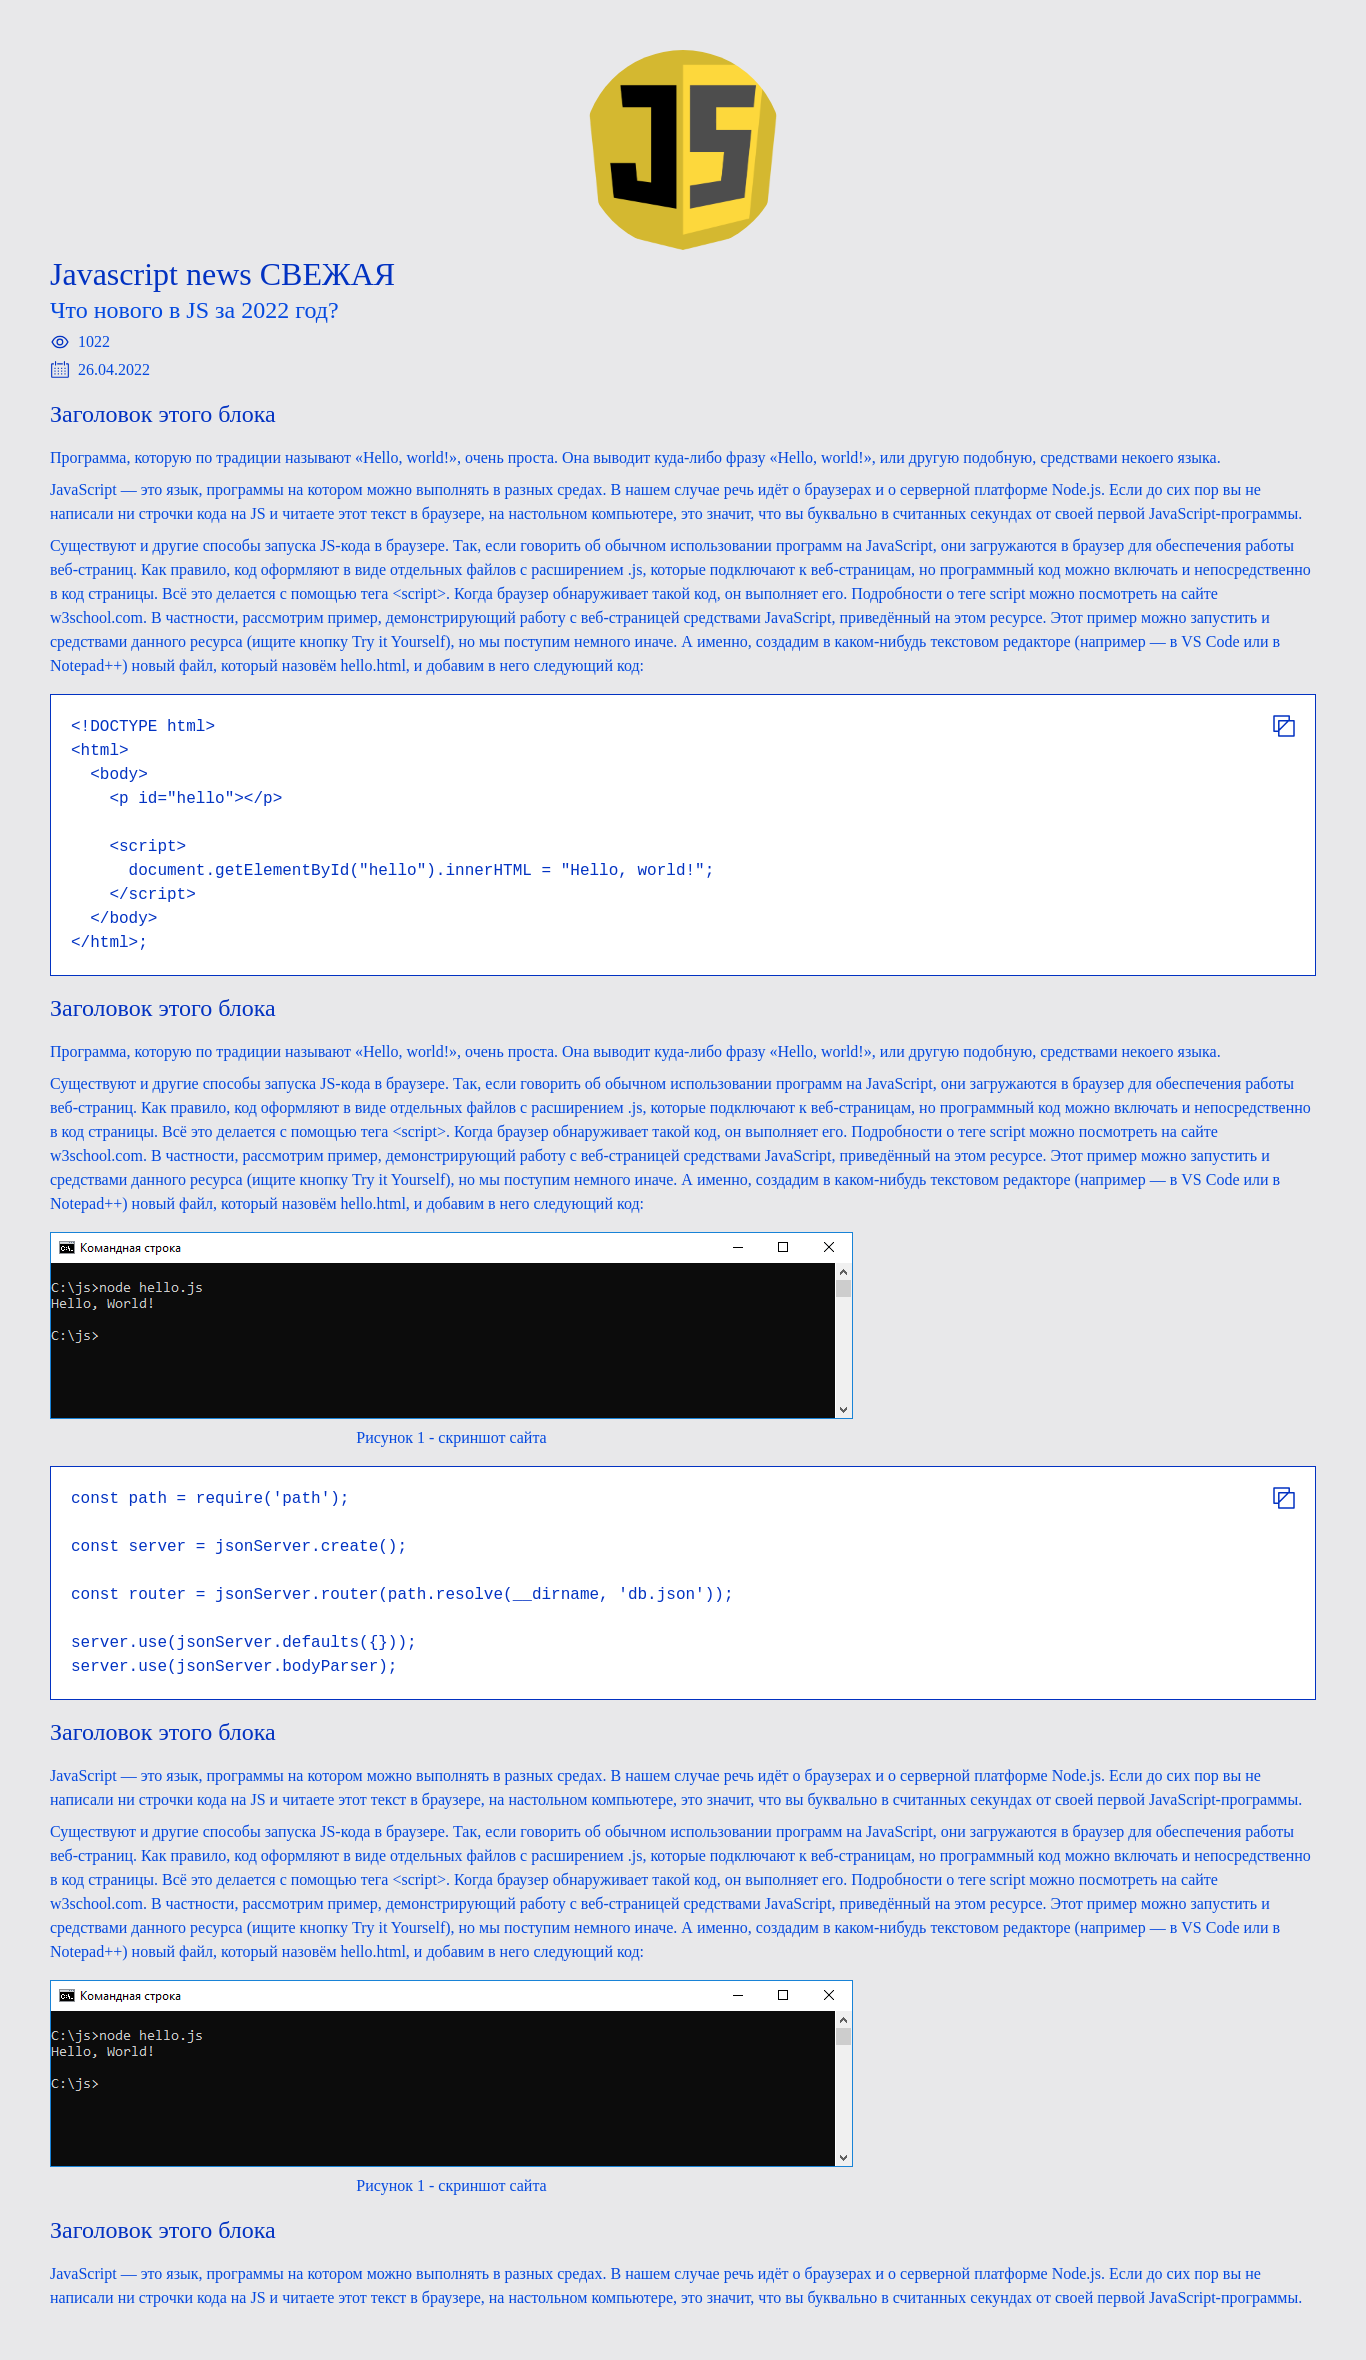 JS
Javascript news СВЕЖАЯ
Что нового в JS за 2022 год?
1022
26.04.2022
Заголовок этого блока
Программа, которую по традиции называют «Hello, world!», очень проста. Она выводит куда-либо фразу «Hello, world!», или другую подобную, средствами некоего языка.
JavaScript — это язык, программы на котором можно выполнять в разных средах. В нашем случае речь идёт о браузерах и о серверной платформе Node.js. Если до сих пор вы не
написали ни строчки кода на JS и читаете этот текст в браузере, на настольном компьютере, это значит, что вы буквально в считанных секундах от своей первой JavaScript-программы.
Существуют и другие способы запуска JS-кода в браузере. Так, если говорить об обычном использовании программ на JavaScript, они загружаются в браузер для обеспечения работы
веб-страниц. Как правило, код оформляют в виде отдельных файлов с расширением .js, которые подключают к веб-страницам, но программный код можно включать и непосредственно
в код страницы. Всё это делается с помощью тега <script>. Когда браузер обнаруживает такой код, он выполняет его. Подробности о теге script можно посмотреть на сайте
w3school.com. В частности, рассмотрим пример, демонстрирующий работу с веб-страницей средствами JavaScript, приведённый на этом ресурсе. Этот пример можно запустить и
средствами данного ресурса (ищите кнопку Try it Yourself), но мы поступим немного иначе. А именно, создадим в каком-нибудь текстовом редакторе (например — в VS Code или в
Notepad++) новый файл, который назовём hello.html, и добавим в него следующий код:
<!DOCTYPE html>
<html>
  <body>
    <p id="hello"></p>
    <script>
      document.getElementById("hello").innerHTML = "Hello, world!";
    </script>
  </body>
</html>;
Заголовок этого блока
Программа, которую по традиции называют «Hello, world!», очень проста. Она выводит куда-либо фразу «Hello, world!», или другую подобную, средствами некоего языка.
Существуют и другие способы запуска JS-кода в браузере. Так, если говорить об обычном использовании программ на JavaScript, они загружаются в браузер для обеспечения работы
веб-страниц. Как правило, код оформляют в виде отдельных файлов с расширением .js, которые подключают к веб-страницам, но программный код можно включать и непосредственно
в код страницы. Всё это делается с помощью тега <script>. Когда браузер обнаруживает такой код, он выполняет его. Подробности о теге script можно посмотреть на сайте
w3school.com. В частности, рассмотрим пример, демонстрирующий работу с веб-страницей средствами JavaScript, приведённый на этом ресурсе. Этот пример можно запустить и
средствами данного ресурса (ищите кнопку Try it Yourself), но мы поступим немного иначе. А именно, создадим в каком-нибудь текстовом редакторе (например — в VS Code или в
Notepad++) новый файл, который назовём hello.html, и добавим в него следующий код:
Командная строка
C:\js>node hello.js
Hello, World!
C:\js>
Рисунок 1 - скриншот сайта
const path = require('path');
const server = jsonServer.create();
const router = jsonServer.router(path.resolve(__dirname, 'db.json'));
server.use(jsonServer.defaults({}));
server.use(jsonServer.bodyParser);
Заголовок этого блока
JavaScript — это язык, программы на котором можно выполнять в разных средах. В нашем случае речь идёт о браузерах и о серверной платформе Node.js. Если до сих пор вы не
написали ни строчки кода на JS и читаете этот текст в браузере, на настольном компьютере, это значит, что вы буквально в считанных секундах от своей первой JavaScript-программы.
Существуют и другие способы запуска JS-кода в браузере. Так, если говорить об обычном использовании программ на JavaScript, они загружаются в браузер для обеспечения работы
веб-страниц. Как правило, код оформляют в виде отдельных файлов с расширением .js, которые подключают к веб-страницам, но программный код можно включать и непосредственно
в код страницы. Всё это делается с помощью тега <script>. Когда браузер обнаруживает такой код, он выполняет его. Подробности о теге script можно посмотреть на сайте
w3school.com. В частности, рассмотрим пример, демонстрирующий работу с веб-страницей средствами JavaScript, приведённый на этом ресурсе. Этот пример можно запустить и
средствами данного ресурса (ищите кнопку Try it Yourself), но мы поступим немного иначе. А именно, создадим в каком-нибудь текстовом редакторе (например — в VS Code или в
Notepad++) новый файл, который назовём hello.html, и добавим в него следующий код:
Командная строка
C:\js>node hello.js
Hello, World!
C:\js>
Рисунок 1 - скриншот сайта
Заголовок этого блока
JavaScript — это язык, программы на котором можно выполнять в разных средах. В нашем случае речь идёт о браузерах и о серверной платформе Node.js. Если до сих пор вы не
написали ни строчки кода на JS и читаете этот текст в браузере, на настольном компьютере, это значит, что вы буквально в считанных секундах от своей первой JavaScript-программы.